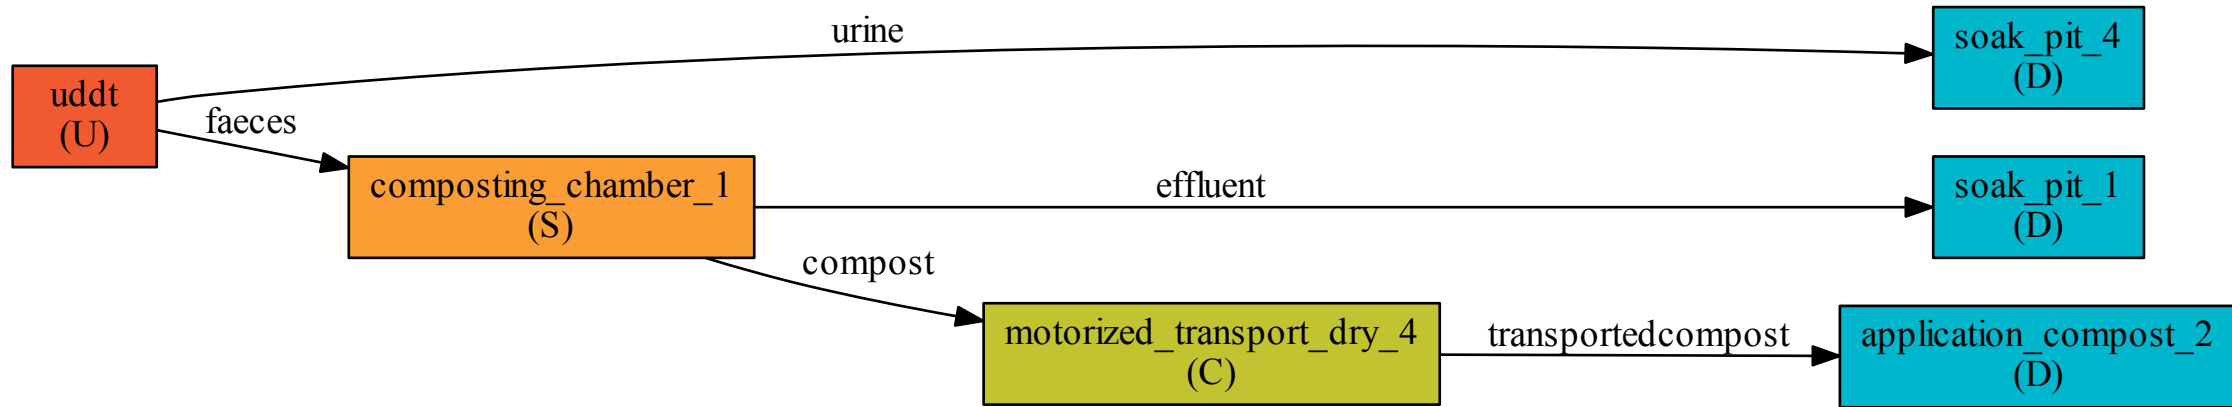 urine
soak_pit_4
(D)
uddt
(U)
faeces
composting_chamber_1
(S)
effluent
soak_pit_1
(D)
compost
motorized_transport_dry_4
(C)
transportedcompost
application_compost_2
(D)